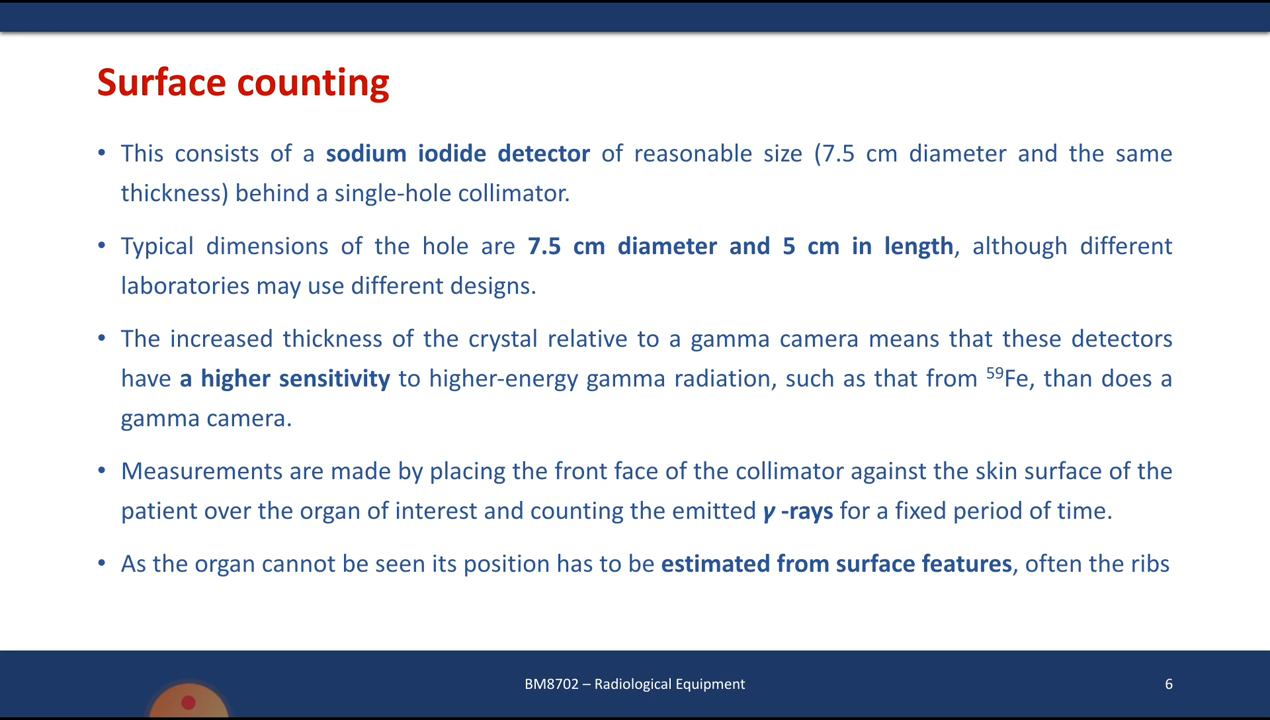 Surface counting
• This consists of a sodium iodide detector of reasonable size (7.5 cm diameter and the same
thickness) behind a single-hole collimator.
• Typical dimensions of the hole are 7.5 cm diameter and 5 cm in length, although different
laboratories may use different designs.
• The increased thickness of the crystal relative to a gamma camera means that these detectors
have a higher sensitivity to higher-energy gamma radiation, such as that from ⁵⁹Fe, than does a
gamma camera.
• Measurements are made by placing the front face of the collimator against the skin surface of the
patient over the organ of interest and counting the emitted γ -rays for a fixed period of time.
• As the organ cannot be seen its position has to be estimated from surface features, often the ribs
BM8702 – Radiological Equipment
6